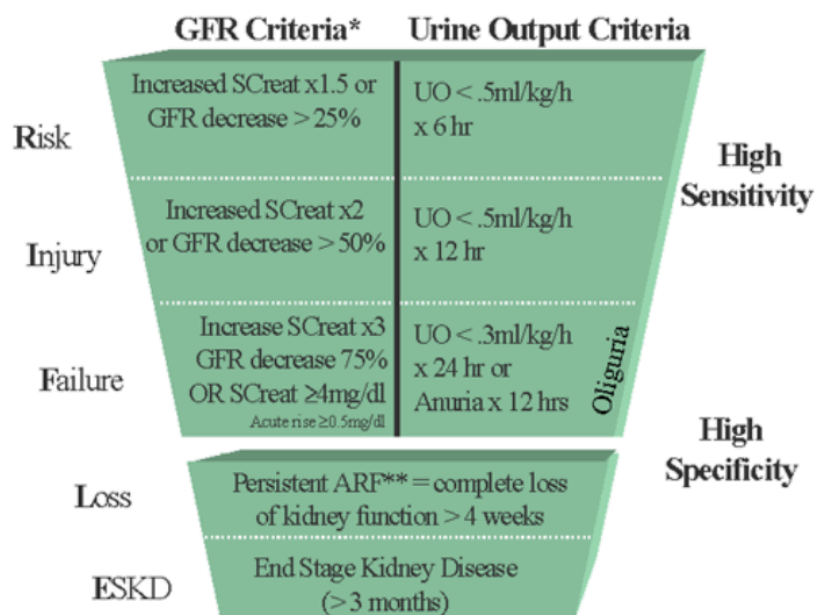 GFR Criteria* Urine Output Criteria
Risk
Increased SCreat x1.5 or
GFR decrease > 25%
UO < .5ml/kg/h
x 6 hr
High
Sensitivity
Injury
Increased SCreat x2
or GFR decrease > 50%
UO < .5ml/kg/h
x 12 hr
Failure
Increase SCreat x3
GFR decrease 75%
OR SCreat ≥4mg/dl
Acute rise ≥0.5mg/dl
UO < .3ml/kg/h
x 24 hr or
Anuria x 12 hrs
Oliguria
High
Specificity
Loss
Persistent ARF** = complete loss
of kidney function > 4 weeks
ESKD
End Stage Kidney Disease
(> 3 months)